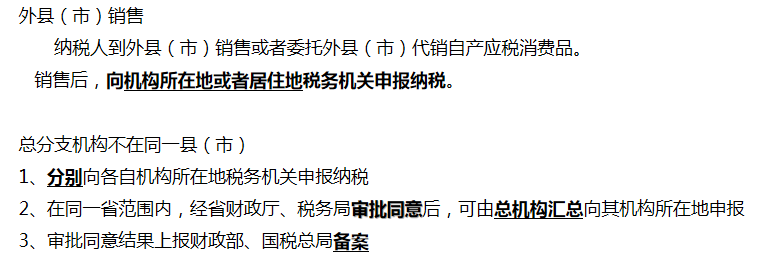 外县（市）销售
纳税人到外县（市）销售或者委托外县（市）代销自产应税消费品。
销售后，向机构所在地或者居住地税务机关申报纳税。
总分支机构不在同一县（市）
1、分别向各自机构所在地税务机关申报纳税
2、在同一省范围内，经省财政厅、税务局审批同意后，可由总机构汇总向其机构所在地申报
3、审批同意结果上报财政部、国税总局备案